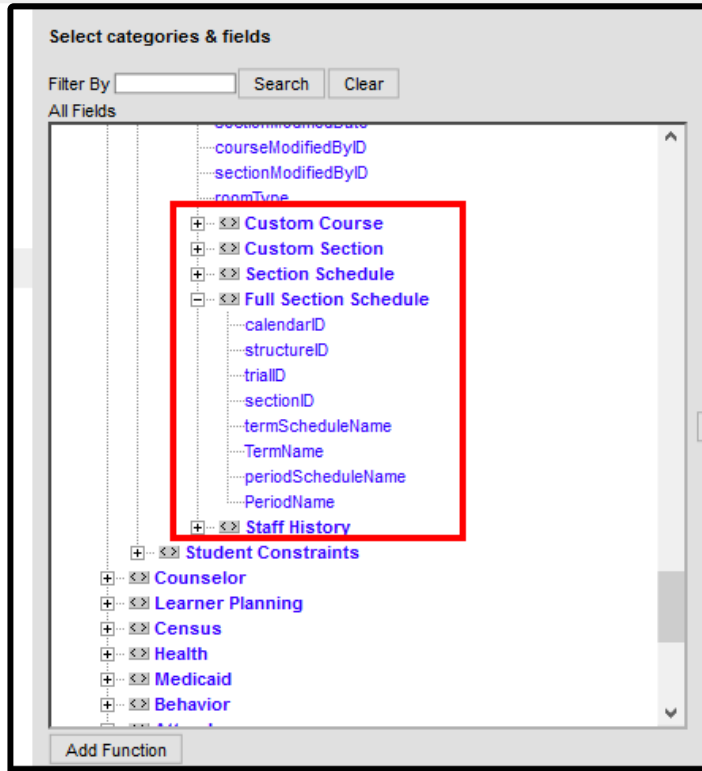 Select categories & fields
Filter By Search Clear
All Fields
courseModifiedByID
sectionModifiedByID
roomType
Custom Course
Custom Section
Section Schedule
Full Section Schedule
calendarID
structureID
trialID
sectionID
termScheduleName
TermName
periodScheduleName
PeriodName
Staff History
Student Constraints
Counselor
Learner Planning
Census
Health
Medicaid
Behavior
Add Function